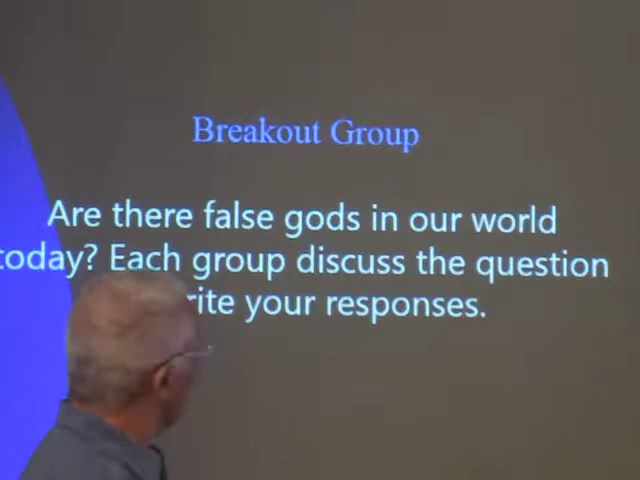 Breakout Group
Are there false gods in our world
today? Each group discuss the question
rite your responses.